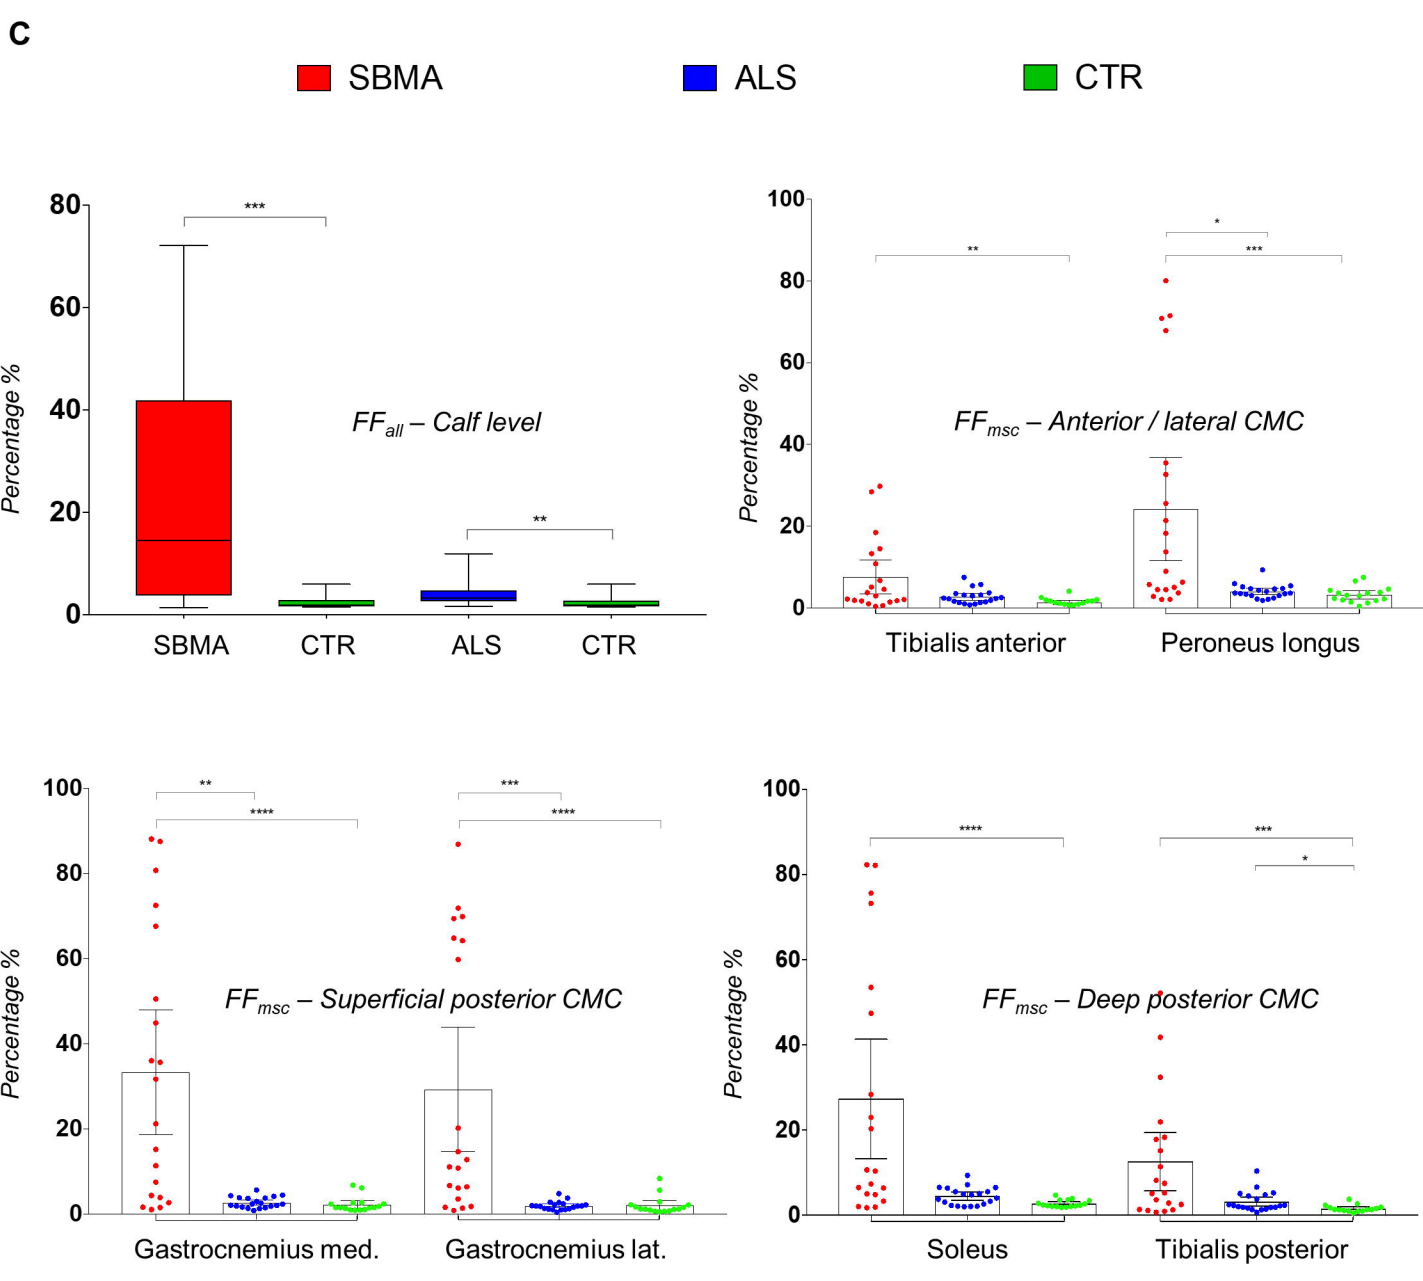 C
SBMA ALS CTR
***
80
60
40
20
0
Percentage %
FFall – Calf level
**
SBMA CTR ALS CTR
100
80
60
40
20
0
Percentage %
*
** ***
FFmsc – Anterior / lateral CMC
Tibialis anterior Peroneus longus
100
80
60
40
20
0
Percentage %
** ***
**** ****
FFmsc – Superficial posterior CMC
Gastrocnemius med. Gastrocnemius lat.
100
80
60
40
20
0
Percentage %
**** ***
*
FFmsc – Deep posterior CMC
Soleus Tibialis posterior